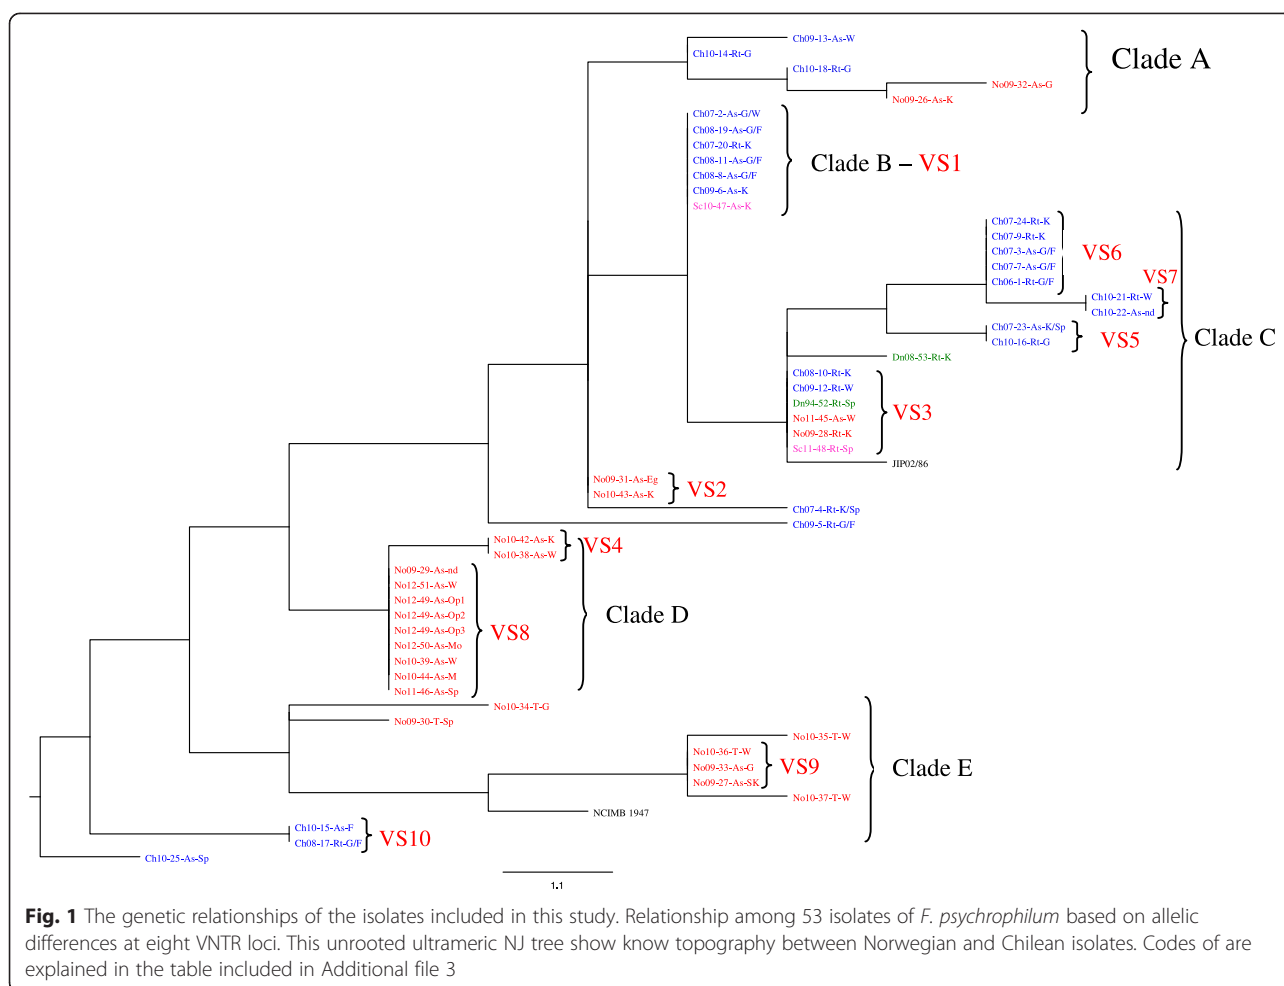 Ch09-13-As-W
Ch10-14-Rt-G
Ch10-18-Rt-G
No09-32-As-G
No09-26-As-K
Clade A
Ch07-2-As-G/W
Ch08-19-As-G/F
Ch07-20-Rt-K
Ch08-11-As-G/F
Ch08-8-As-G/F
Ch09-6-As-K
Sc10-47-As-K
Clade B – VS1
Ch07-24-Rt-K
Ch07-9-Rt-K
Ch07-3-As-G/F
Ch07-7-As-G/F
Ch06-1-Rt-G/F
VS6
VS7
Ch10-21-Rt-W
Ch10-22-As-nd
Ch07-23-As-K/Sp
Ch10-16-Rt-G
VS5
Clade C
Dn08-53-Rt-K
Ch08-10-Rt-K
Ch09-12-Rt-W
Dn94-52-Rt-Sp
No11-45-As-W
No09-28-Rt-K
Sc11-48-Rt-Sp
VS3
JIP02/86
No09-31-As-Eg
No10-43-As-K
VS2
Ch07-4-Rt-K/Sp
Ch09-5-Rt-G/F
No10-42-As-K
No10-38-As-W
VS4
No09-29-As-nd
No12-51-As-W
No12-49-As-Op1
No12-49-As-Op2
No12-49-As-Op3
No12-50-As-Mo
No10-39-As-W
No10-44-As-M
No11-46-As-Sp
VS8
Clade D
No10-34-T-G
No09-30-T-Sp
No10-35-T-W
No10-36-T-W
No09-33-As-G
No09-27-As-SK
VS9
No10-37-T-W
Clade E
NCIMB 1947
Ch10-15-As-F
Ch08-17-Rt-G/F
VS10
Ch10-25-As-Sp
1.1
Fig. 1 The genetic relationships of the isolates included in this study. Relationship among 53 isolates of F. psychrophilum based on allelic
differences at eight VNTR loci. This unrooted ultrameric NJ tree show know topography between Norwegian and Chilean isolates. Codes of are
explained in the table included in Additional file 3